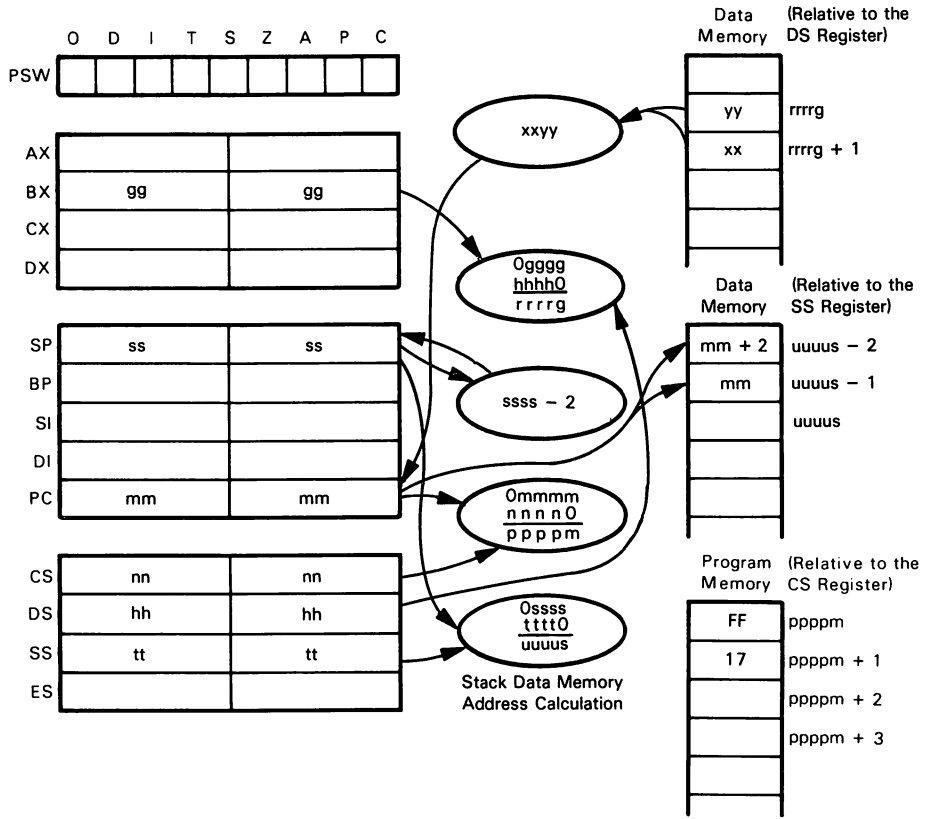 O D I T S Z A P C
PSW
AX
BX gg gg
CX
DX
SP ss ss
BP
SI
DI
PC mm mm
CS nn nn
DS hh hh
SS tt tt
ES
xxyy
0gggg
hhhh0
rrrrg
ssss − 2
0mmmm
nnnn0
ppppm
0ssss
tttt0
uuuus
Stack Data Memory
Address Calculation
Data
Memory
(Relative to the
DS Register)
yy rrrrg
xx rrrrg + 1
Data
Memory
(Relative to the
SS Register)
mm + 2 uuuus − 2
mm uuuus − 1
uuuus
Program
Memory
(Relative to the
CS Register)
FF ppppm
17 ppppm + 1
ppppm + 2
ppppm + 3